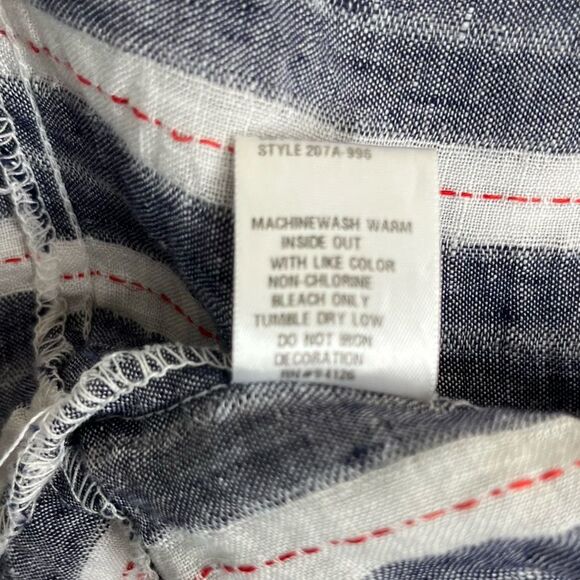 STYLE 207A-996
MACHINEWASH WARM
INSIDE OUT
WITH LIKE COLOR
NON-CHLORINE
BLEACH ONLY
TUMBLE DRY LOW
DO NOT IRON
DECORATION
RN#94126